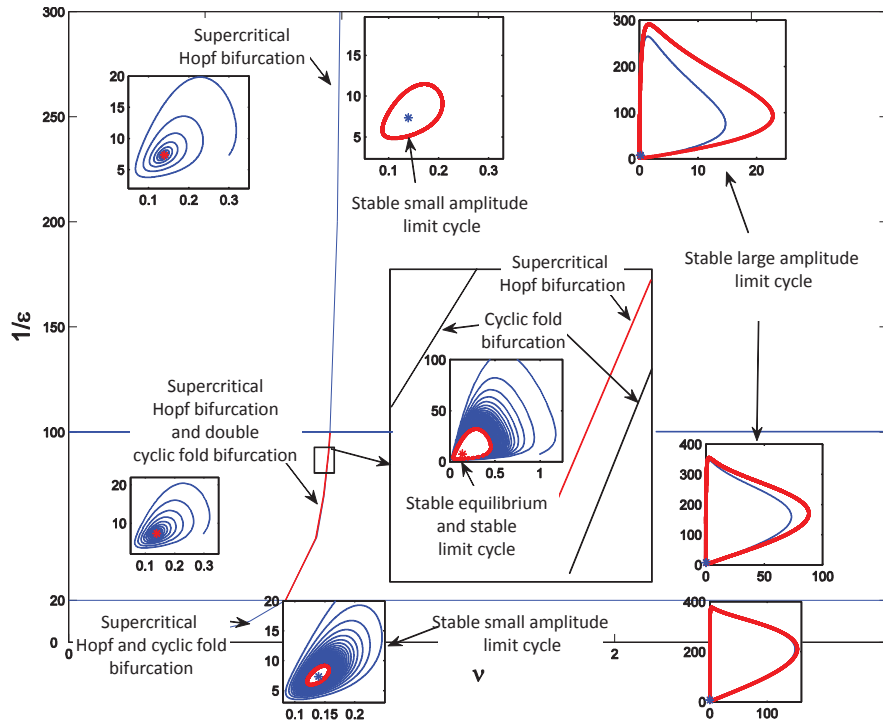 300
250
200
150
100
20
0
1/ε
0
2
ν
Supercritical
Hopf bifurcation
20
15
10
5
0.1
0.2
0.3
15
10
5
0.1
0.2
0.3
Stable small amplitude
limit cycle
300
200
100
0
0
10
20
Stable large amplitude
limit cycle
Supercritical
Hopf bifurcation
Cyclic fold
bifurcation
100
50
0
0
0.4
0.8
1.2
Stable equilibrium
and stable
limit cycle
Supercritical
Hopf bifurcation
and double
cyclic fold bifurcation
20
10
0.1
0.2
0.3
400
300
200
100
0
0
50
100
Supercritical
Hopf and cyclic fold
bifurcation
20
15
10
5
0.1
0.15
0.2
Stable small amplitude
limit cycle
400
200
0
0
100